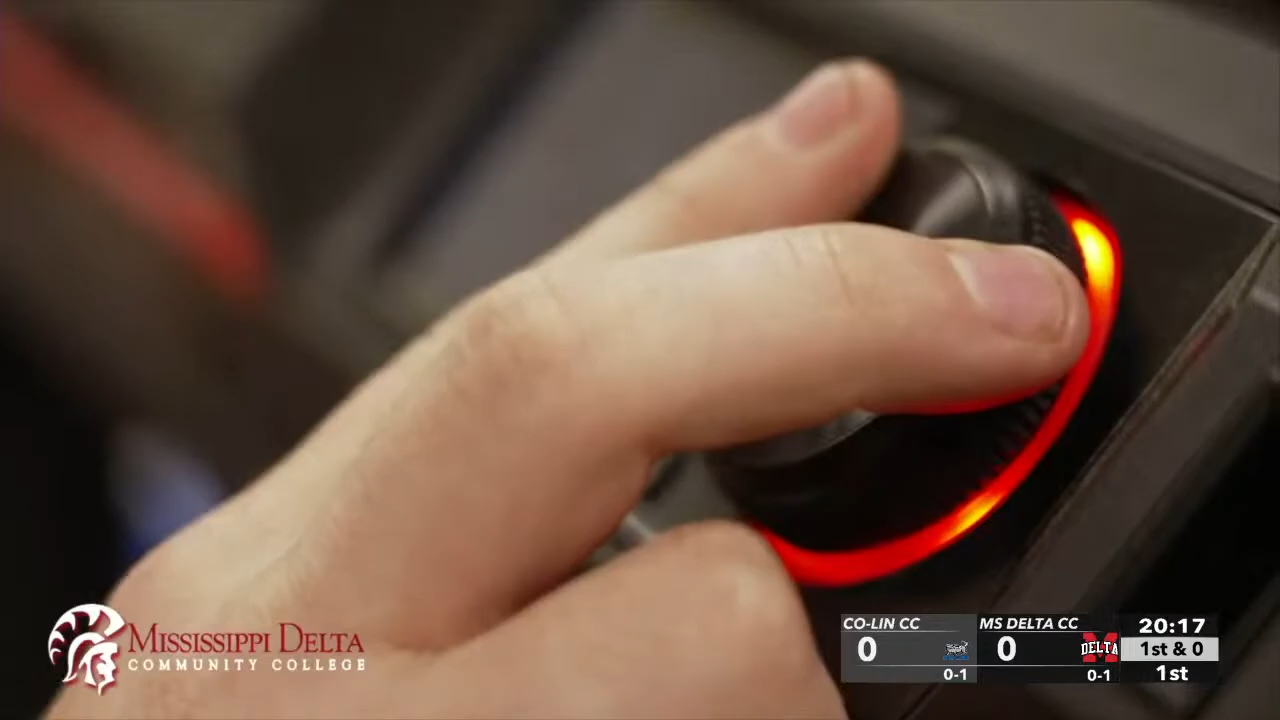 MISSISSIPPI DELTA
COMMUNITY COLLEGE
CO-LIN CC
0
0-1
MS DELTA CC
0
DELTA
0-1
20:17
1st & 0
1st